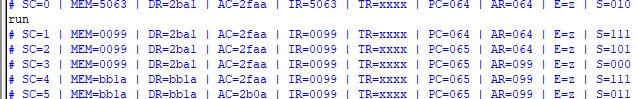 # SC=0 | MEM=5063 | DR=2ba1 | AC=2faa | IR=5063 | TR=xxxx | PC=064 | AR=063 | E=z | S=010
run
# SC=1 | MEM=0099 | DR=2ba1 | AC=2faa | IR=0099 | TR=xxxx | PC=064 | AR=064 | E=z | S=111
# SC=2 | MEM=0099 | DR=2ba1 | AC=2faa | IR=0099 | TR=xxxx | PC=065 | AR=064 | E=z | S=101
# SC=3 | MEM=0099 | DR=2ba1 | AC=2faa | IR=0099 | TR=xxxx | PC=065 | AR=099 | E=z | S=000
# SC=4 | MEM=bb1a | DR=bb1a | AC=2faa | IR=0099 | TR=xxxx | PC=065 | AR=099 | E=z | S=111
# SC=5 | MEM=bb1a | DR=bb1a | AC=2b0a | IR=0099 | TR=xxxx | PC=065 | AR=099 | E=z | S=011